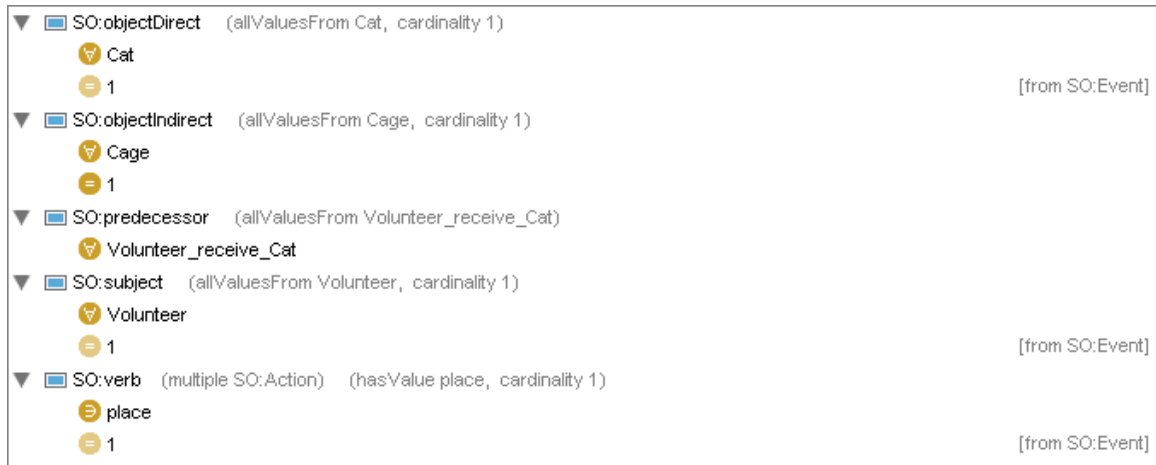 SO:objectDirect (allValuesFrom Cat, cardinality 1)
∀ Cat
= 1 [from SO:Event]
SO:objectIndirect (allValuesFrom Cage, cardinality 1)
∀ Cage
= 1
SO:predecessor (allValuesFrom Volunteer_receive_Cat)
∀ Volunteer_receive_Cat
SO:subject (allValuesFrom Volunteer, cardinality 1)
∀ Volunteer
= 1 [from SO:Event]
SO:verb (multiple SO:Action) (hasValue place, cardinality 1)
∋ place
= 1 [from SO:Event]